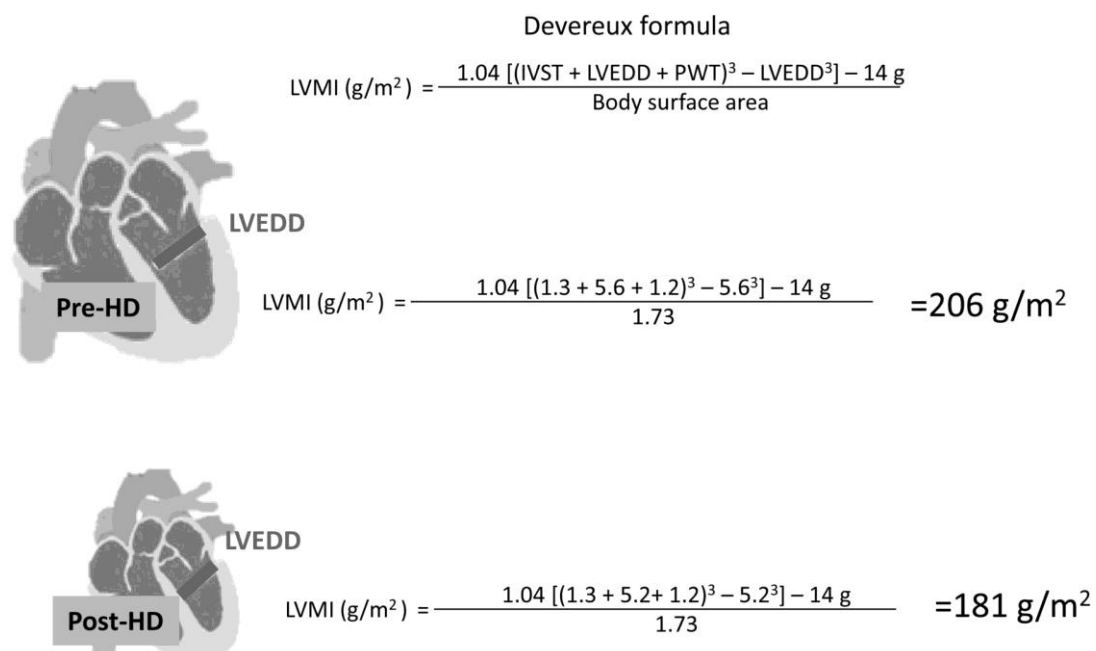 Devereux formula
LVMI (g/m²) = 1.04 [(IVST + LVEDD + PWT)³ – LVEDD³] – 14 g
Body surface area
LVEDD
Pre-HD
LVMI (g/m²) = 1.04 [(1.3 + 5.6 + 1.2)³ – 5.6³] – 14 g
1.73
=206 g/m²
LVEDD
Post-HD
LVMI (g/m²) = 1.04 [(1.3 + 5.2+ 1.2)³ – 5.2³] – 14 g
1.73
=181 g/m²